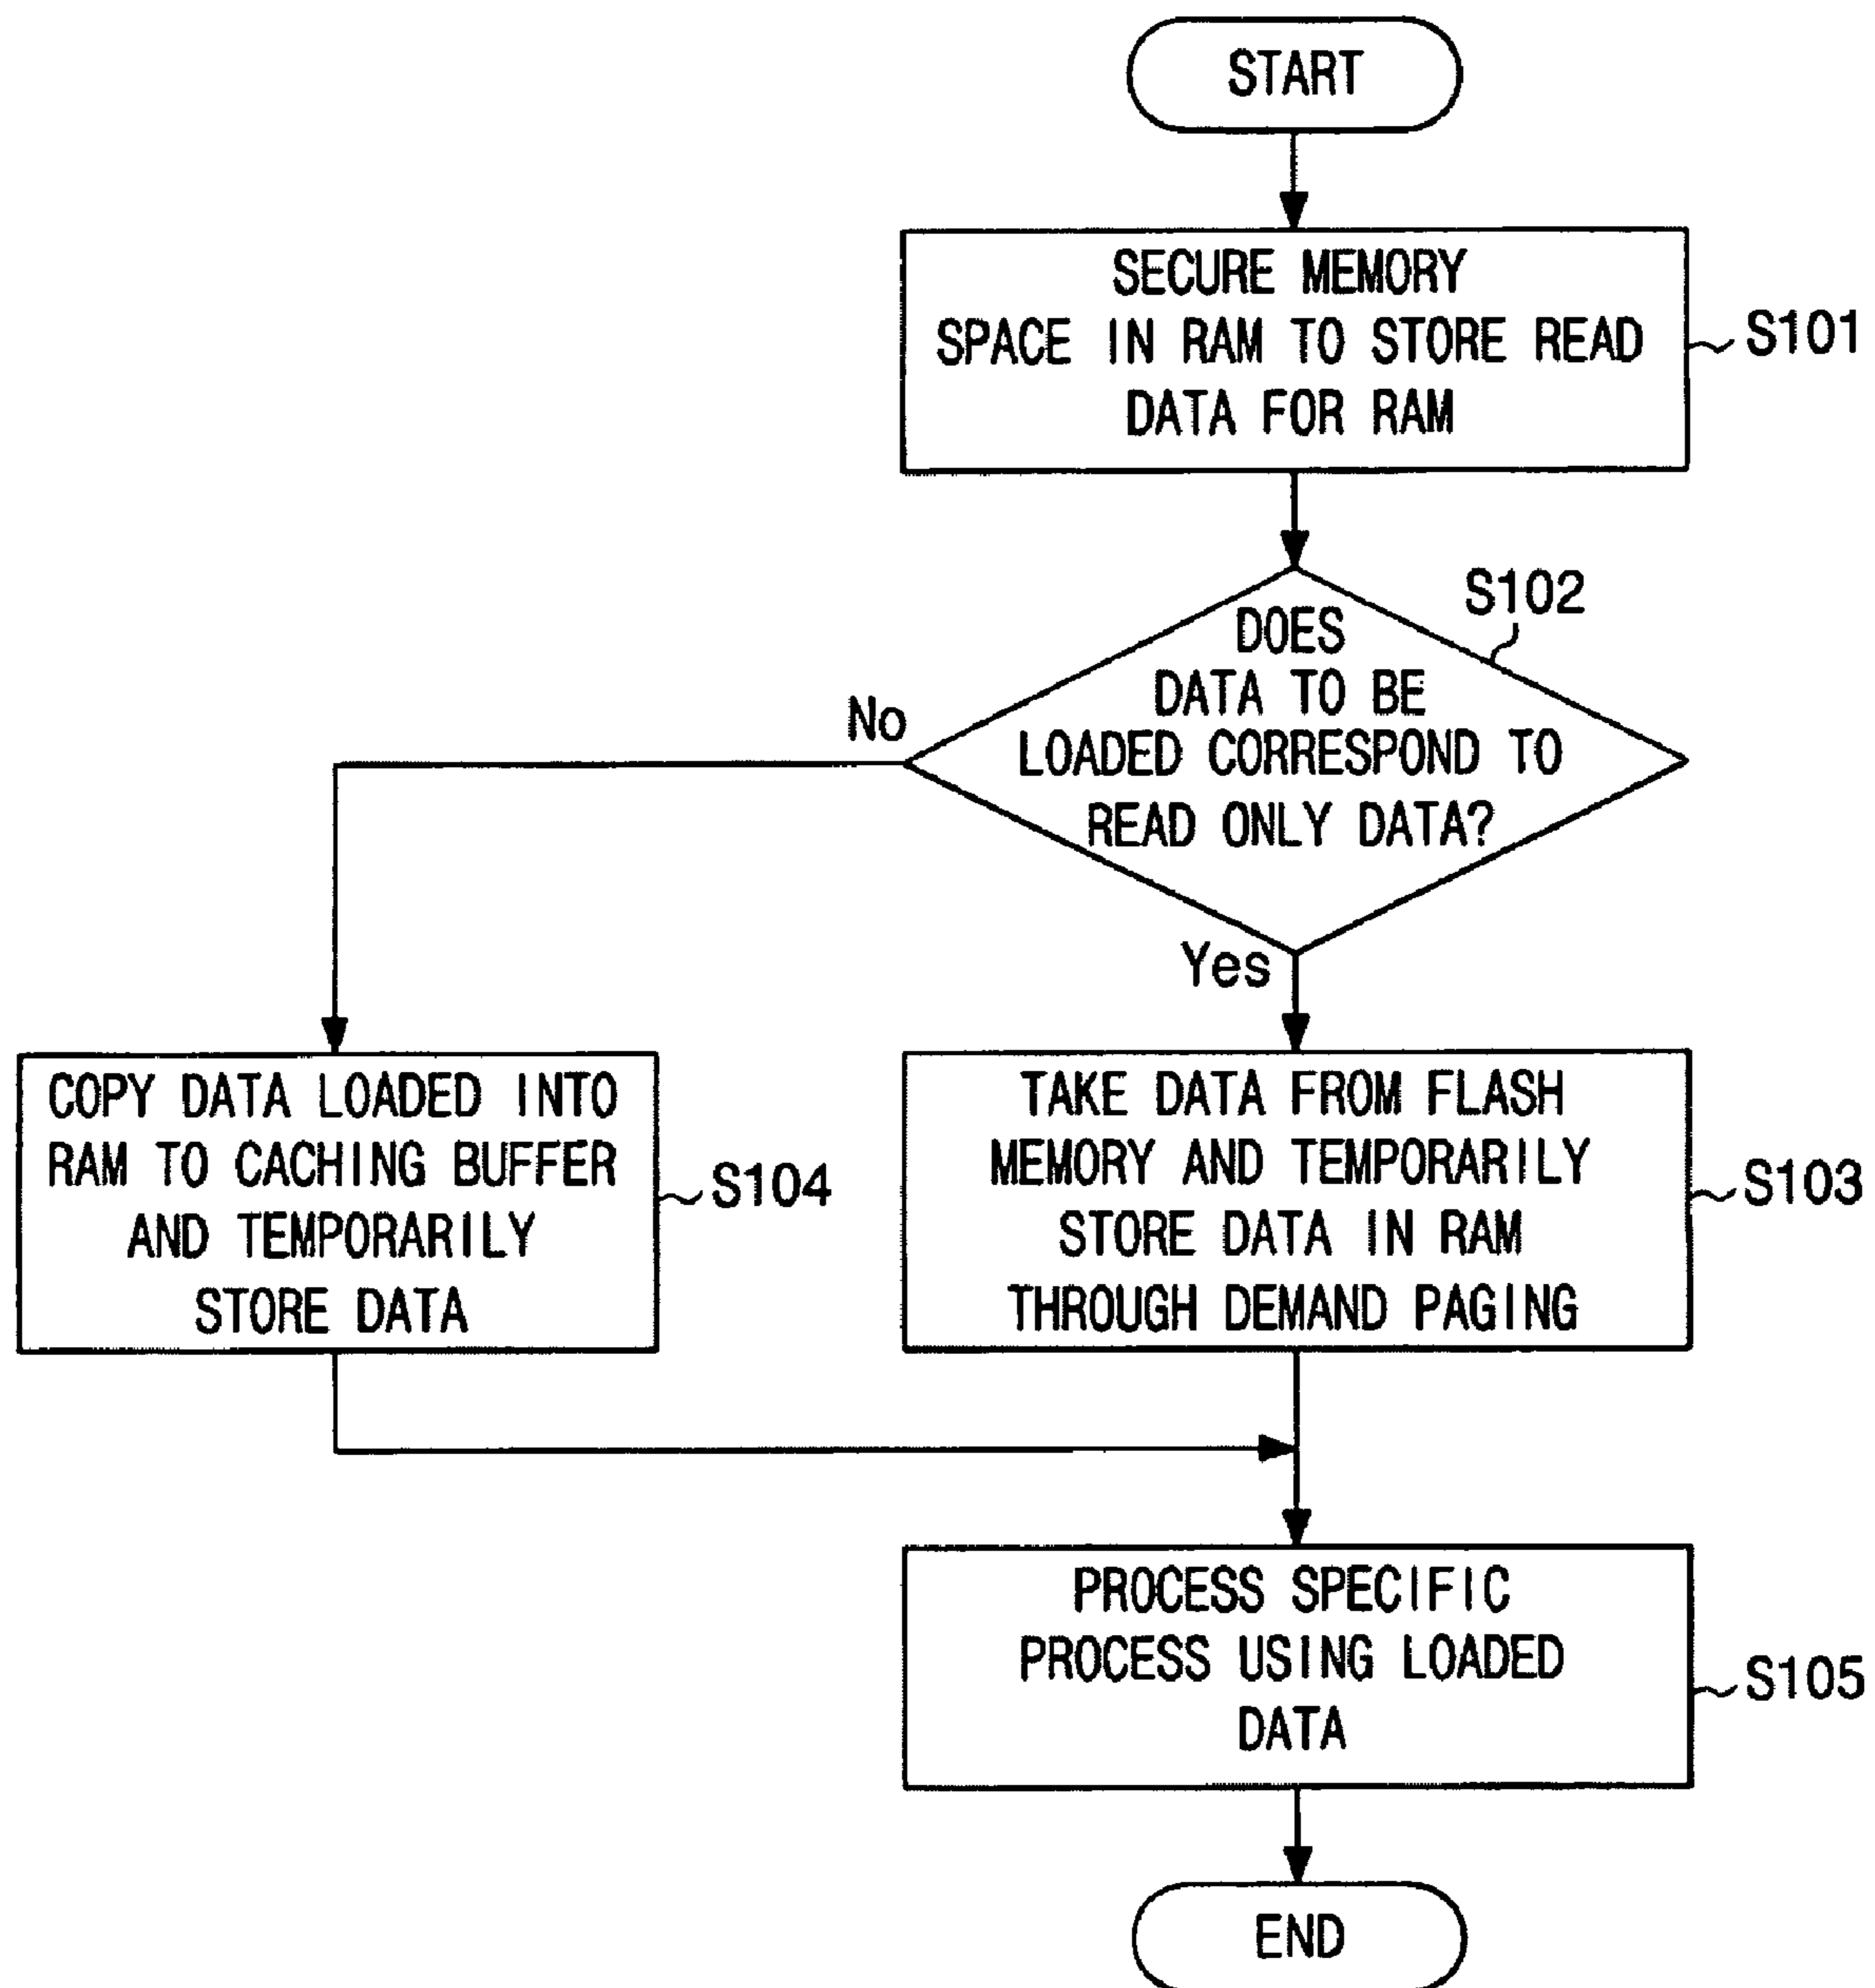 START
SECURE MEMORY
SPACE IN RAM TO STORE READ
DATA FOR RAM
S101
S102
DOES
DATA TO BE
LOADED CORRESPOND TO
READ ONLY DATA?
No
Yes
COPY DATA LOADED INTO
RAM TO CACHING BUFFER
AND TEMPORARILY
STORE DATA
S104
TAKE DATA FROM FLASH
MEMORY AND TEMPORARILY
STORE DATA IN RAM
THROUGH DEMAND PAGING
S103
PROCESS SPECIFIC
PROCESS USING LOADED
DATA
S105
END